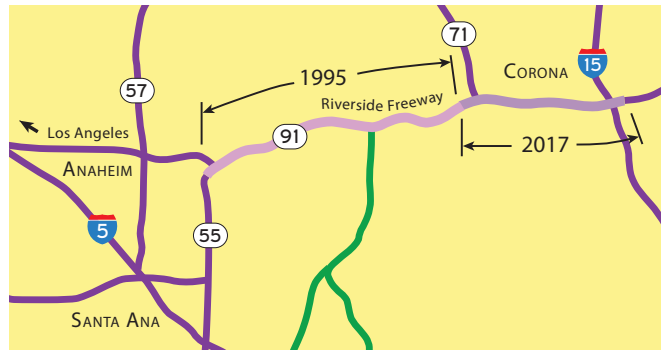 71
15
CORONA
1995
57
Riverside Freeway
Los Angeles
91
2017
ANAHEIM
55
5
SANTA ANA